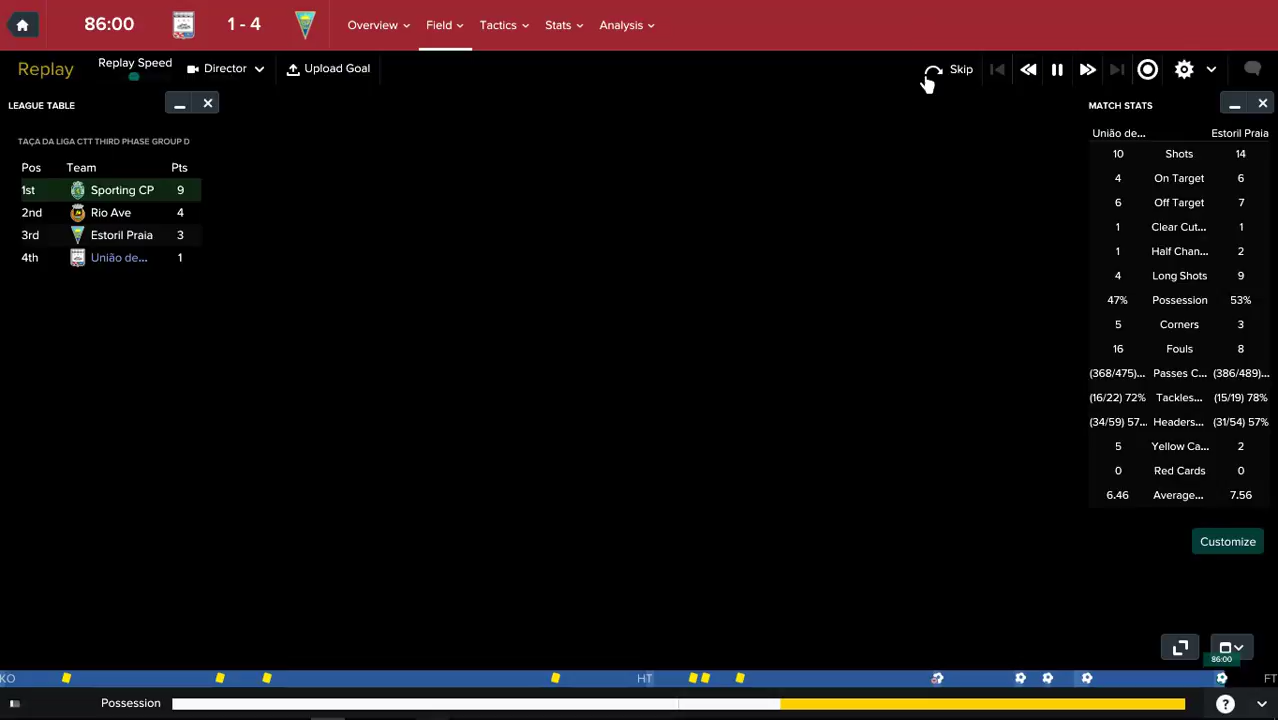 86:00 1 - 4 Overview Field Tactics Stats Analysis
Replay Replay Speed Director Upload Goal Skip
LEAGUE TABLE
TAÇA DA LIGA CTT THIRD PHASE GROUP D
Pos Team Pts
1st Sporting CP 9
2nd Rio Ave 4
3rd Estoril Praia 3
4th União de... 1
MATCH STATS
União de... Estoril Praia
10 Shots 14
4 On Target 6
6 Off Target 7
1 Clear Cut... 1
1 Half Chan... 2
4 Long Shots 9
47% Possession 53%
5 Corners 3
16 Fouls 8
(368/475)... Passes C... (386/489)...
(16/22) 72% Tackles... (15/19) 78%
(34/59) 57... Headers... (31/54) 57%
5 Yellow Ca... 2
0 Red Cards 0
6.46 Average... 7.56
Customize
86:00
KO HT FT
Possession ?